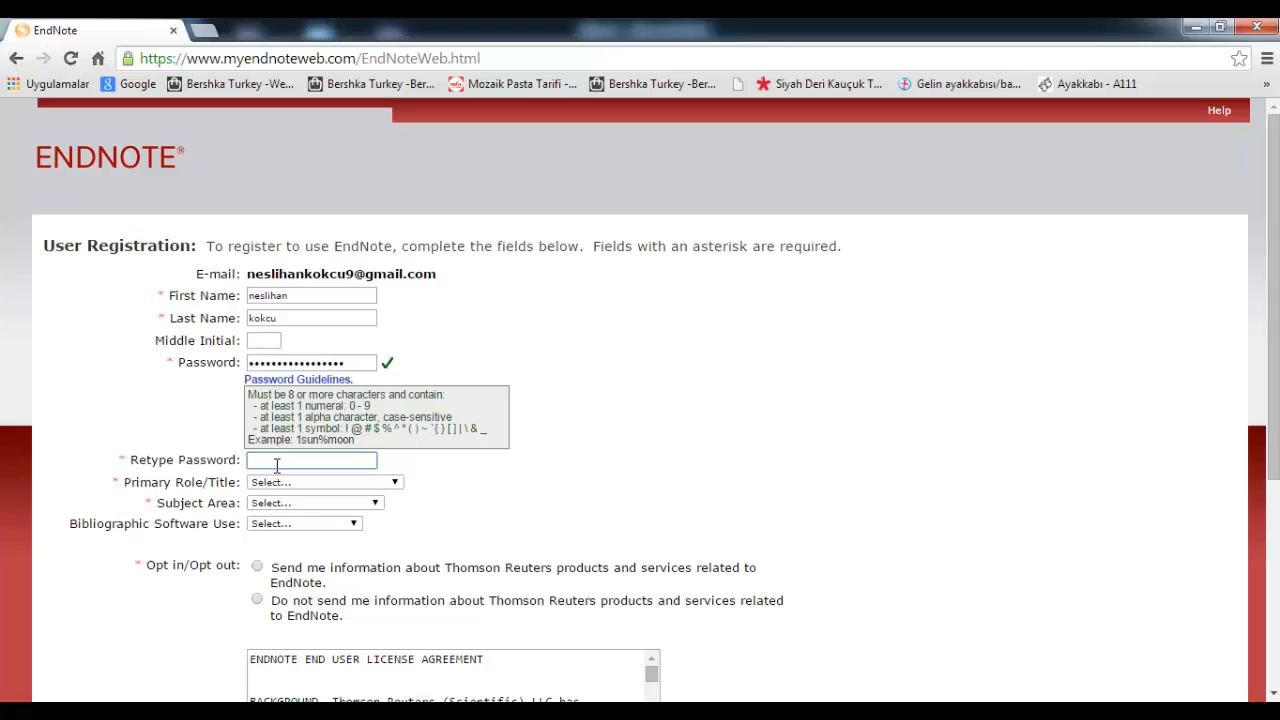 EndNote
https://www.myendnoteweb.com/EndNoteWeb.html
Uygulamalar Google Bershka Turkey -We... Bershka Turkey -Ber... Mozaik Pasta Tarifi -... Bershka Turkey -Ber... Siyah Deri Kauçuk T... Gelin ayakkabısı/ba... Ayakkabı - A111 »
Help
ENDNOTE®
User Registration: To register to use EndNote, complete the fields below. Fields with an asterisk are required.
E-mail: neslihankokcu9@gmail.com
* First Name: neslihan
* Last Name: kokcu
Middle Initial:
* Password: •••••••••••••••••
Password Guidelines.
Must be 8 or more characters and contain:
- at least 1 numeral: 0 - 9
- at least 1 alpha character, case-sensitive
- at least 1 symbol: ! @ # $ % ^ * ( ) ~ `{ } [ ] | \ & _
Example: 1sun%moon
* Retype Password:
* Primary Role/Title: Select...
* Subject Area: Select...
Bibliographic Software Use: Select...
* Opt in/Opt out: Send me information about Thomson Reuters products and services related to
EndNote.
Do not send me information about Thomson Reuters products and services related
to EndNote.
ENDNOTE END USER LICENSE AGREEMENT
BACKGROUND. Thomson Reuters (Scientific) LLC has